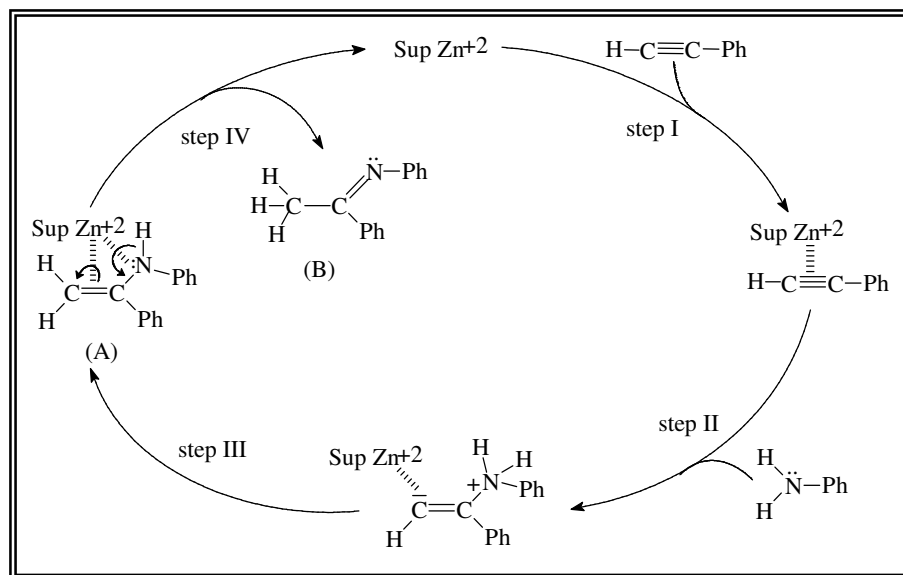 Sup Zn+2
H-C≡C-Ph
step I
Sup Zn+2
H-C≡C-Ph
step II
H
H
N̈-Ph
Sup Zn+2
H
H
+N
Ph
C=C
H
Ph
step III
Sup Zn+2
H
H
N:
Ph
C=C
H
Ph
(A)
step IV
H
H-C-C=N̈-Ph
H
Ph
(B)